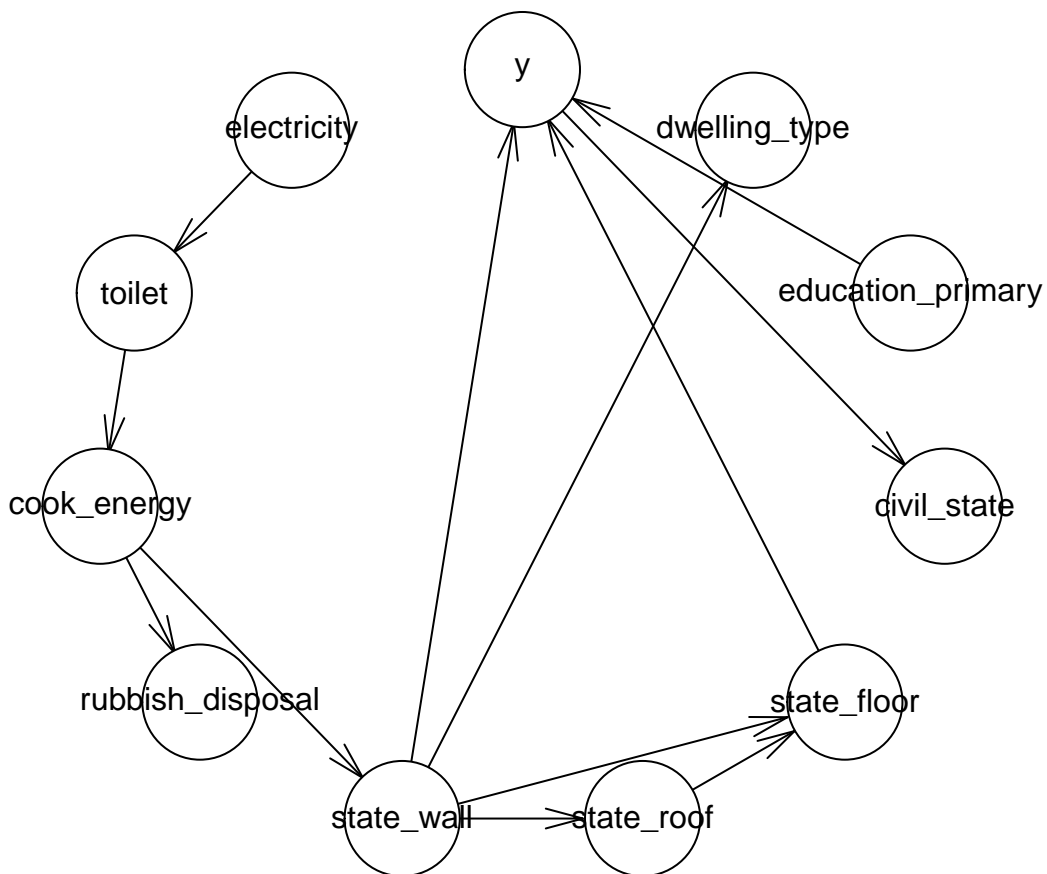 y
electricity
dwelling_type
toilet
education_primary
cook_energy
civil_state
rubbish_disposal
state_floor
state_wall
state_roof